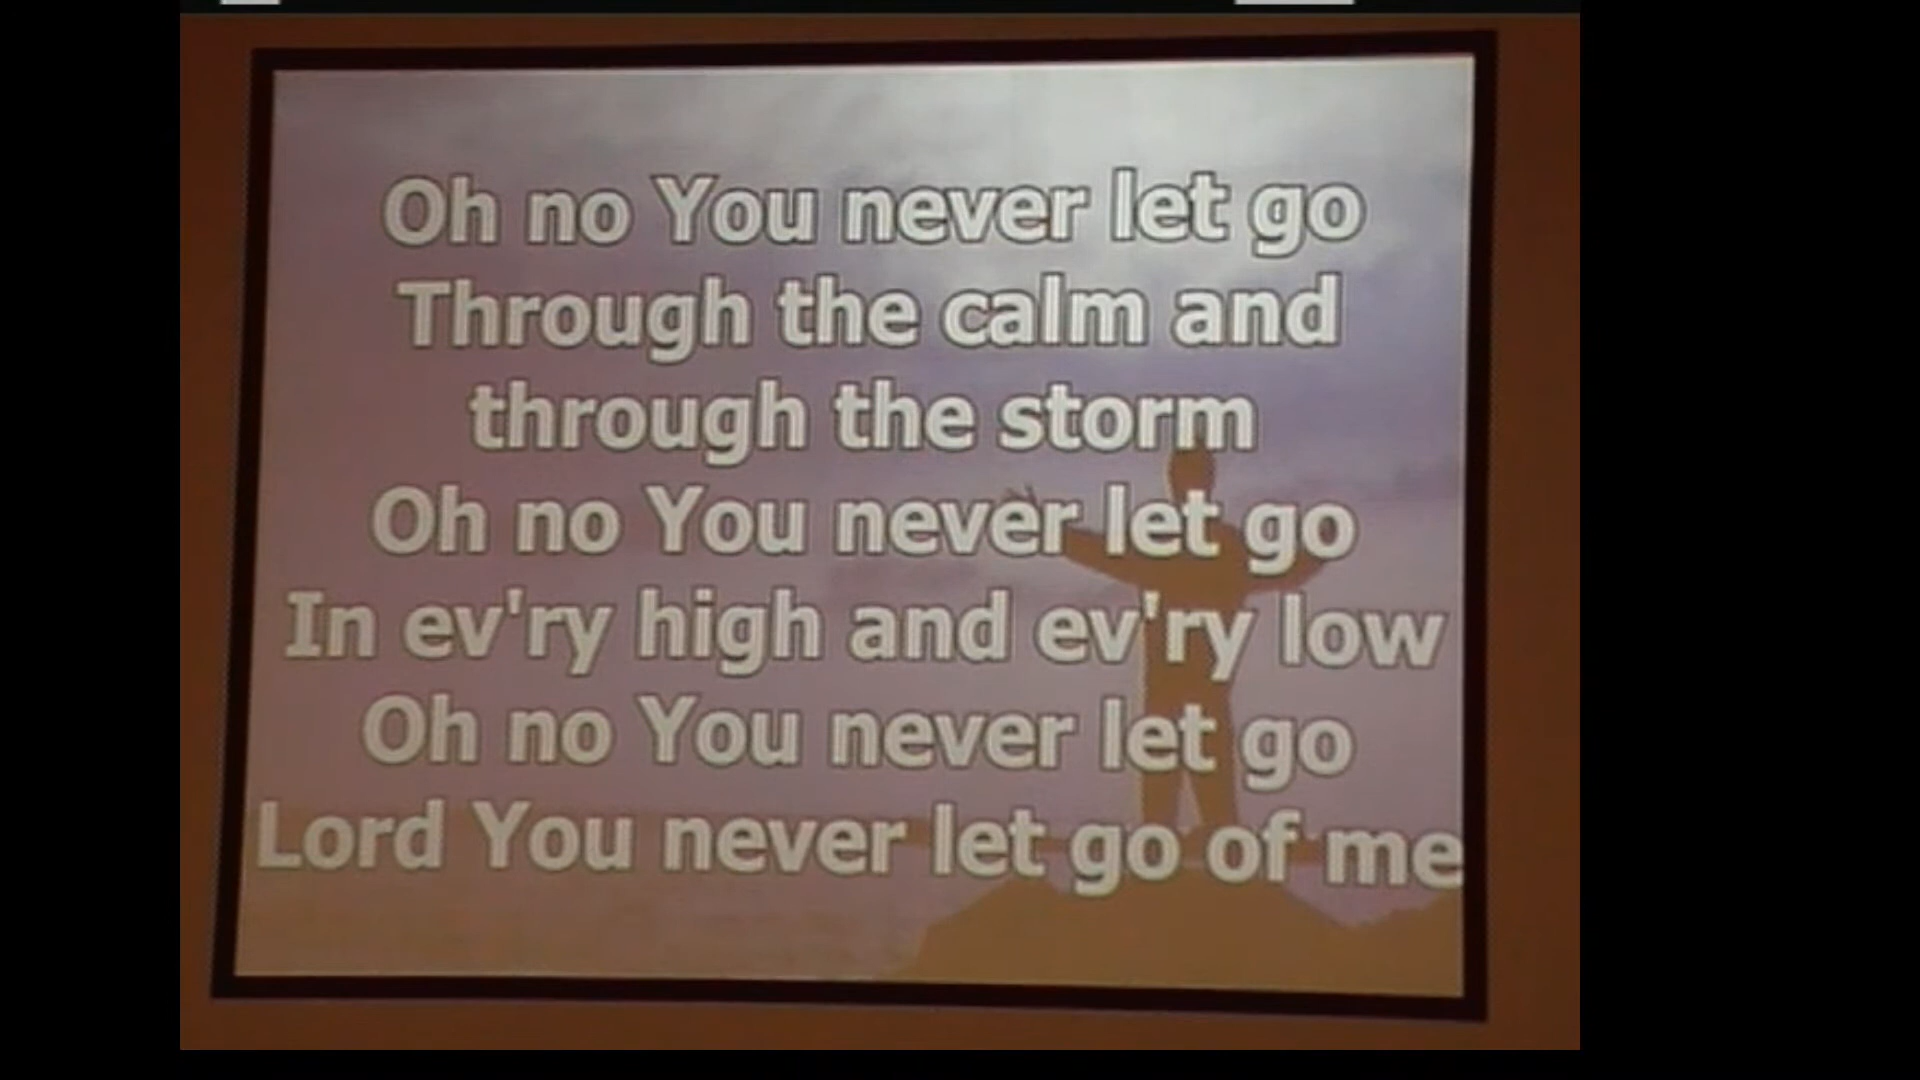 Oh no You never let go
Through the calm and
through the storm
Oh no You never let go
In ev'ry high and ev'ry low
Oh no You never let go
Lord You never let go of me